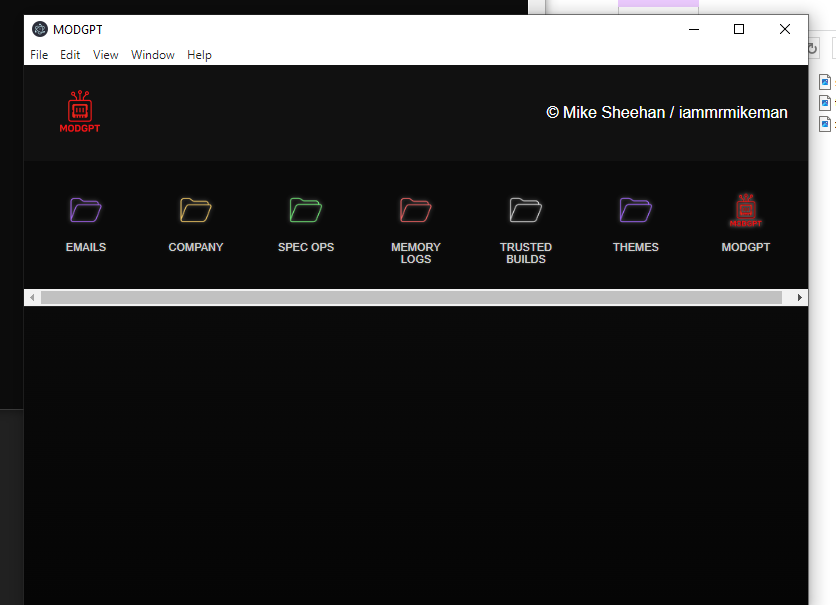 MODGPT
File Edit View Window Help
MODGPT
© Mike Sheehan / iammrmikeman
EMAILS
COMPANY
SPEC OPS
MEMORY
LOGS
TRUSTED
BUILDS
THEMES
MODGPT